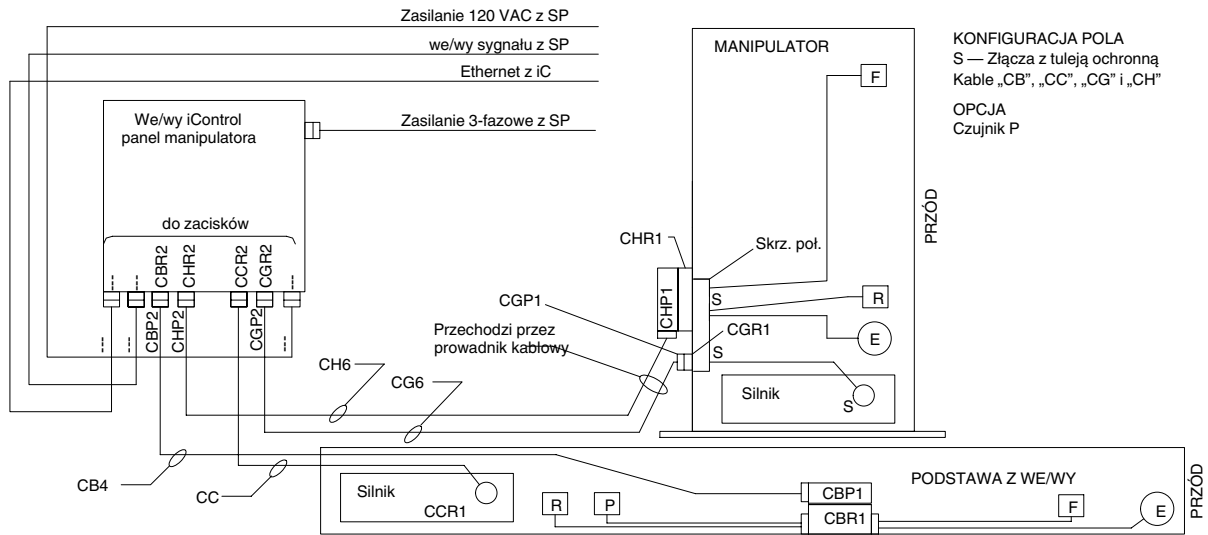 Zasilanie 120 VAC z SP
we/wy sygnału z SP
Ethernet z iC
We/wy iControl
panel manipulatora
Zasilanie 3-fazowe z SP
do zacisków
CBR2
CHR2
CCR2
CGR2
CBP2
CHP2
CGP2
MANIPULATOR
F
KONFIGURACJA POLA
S — Złącza z tuleją ochronną
Kable „CB”, „CC”, „CG” i „CH”
OPCJA
Czujnik P
PRZÓD
CHR1
Skrz. poł.
CHP1
S
R
CGP1
CGR1
Przechodzi przez
prowadnik kablowy
E
S
Silnik
S
CH6
CG6
CB4
CC
Silnik
CCR1
R
P
PODSTAWA Z WE/WY
CBP1
CBR1
F
E
PRZÓD